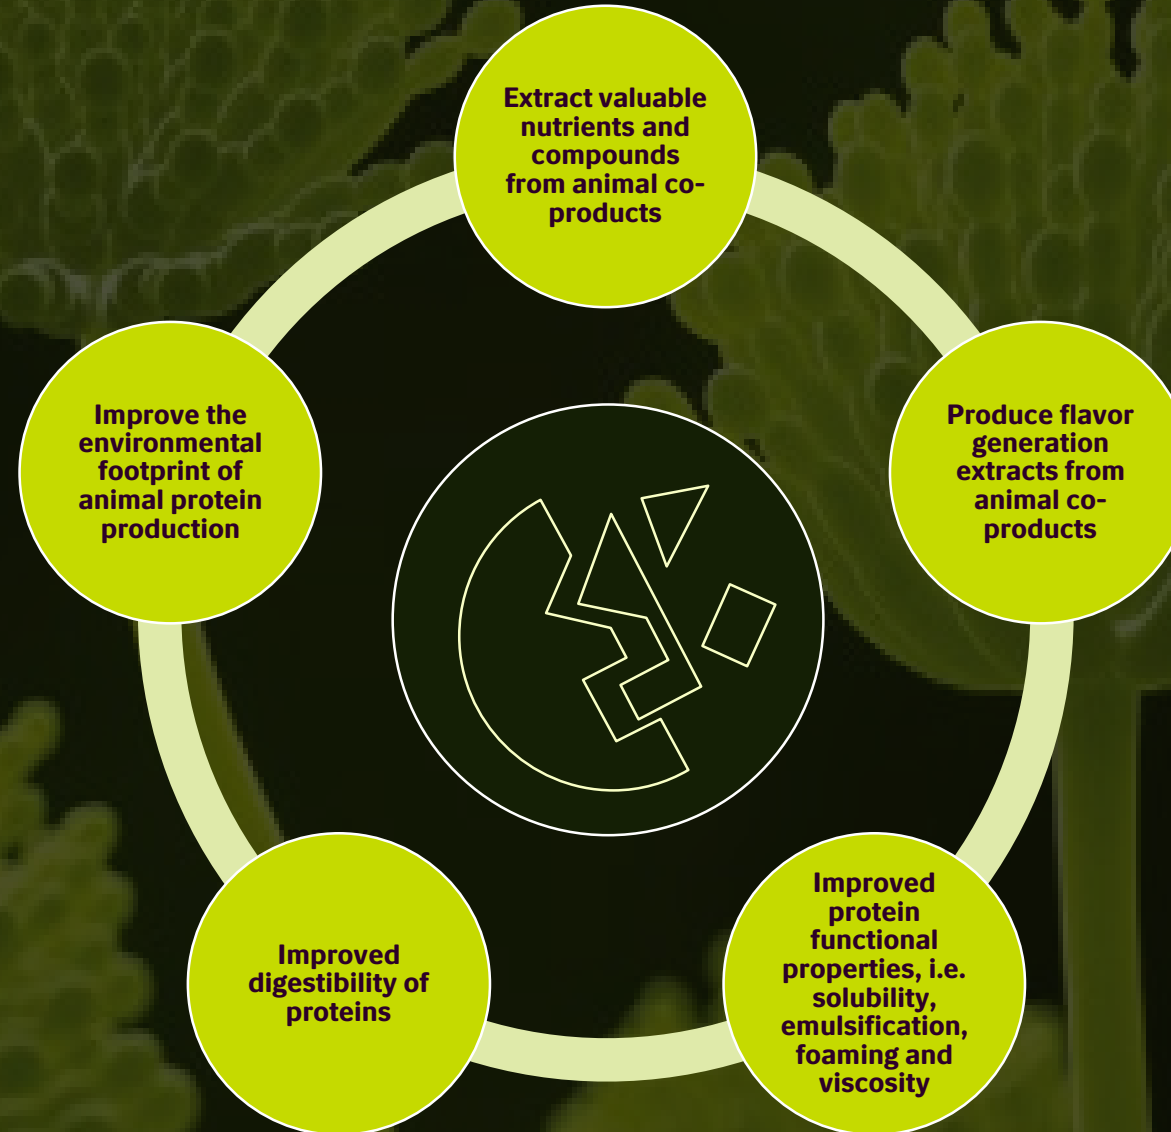 Extract valuable
nutrients and
compounds
from animal co-
products
Produce flavor
generation
extracts from
animal co-
products
Improved
protein
functional
properties, i.e.
solubility,
emulsification,
foaming and
viscosity
Improved
digestibility of
proteins
Improve the
environmental
footprint of
animal protein
production